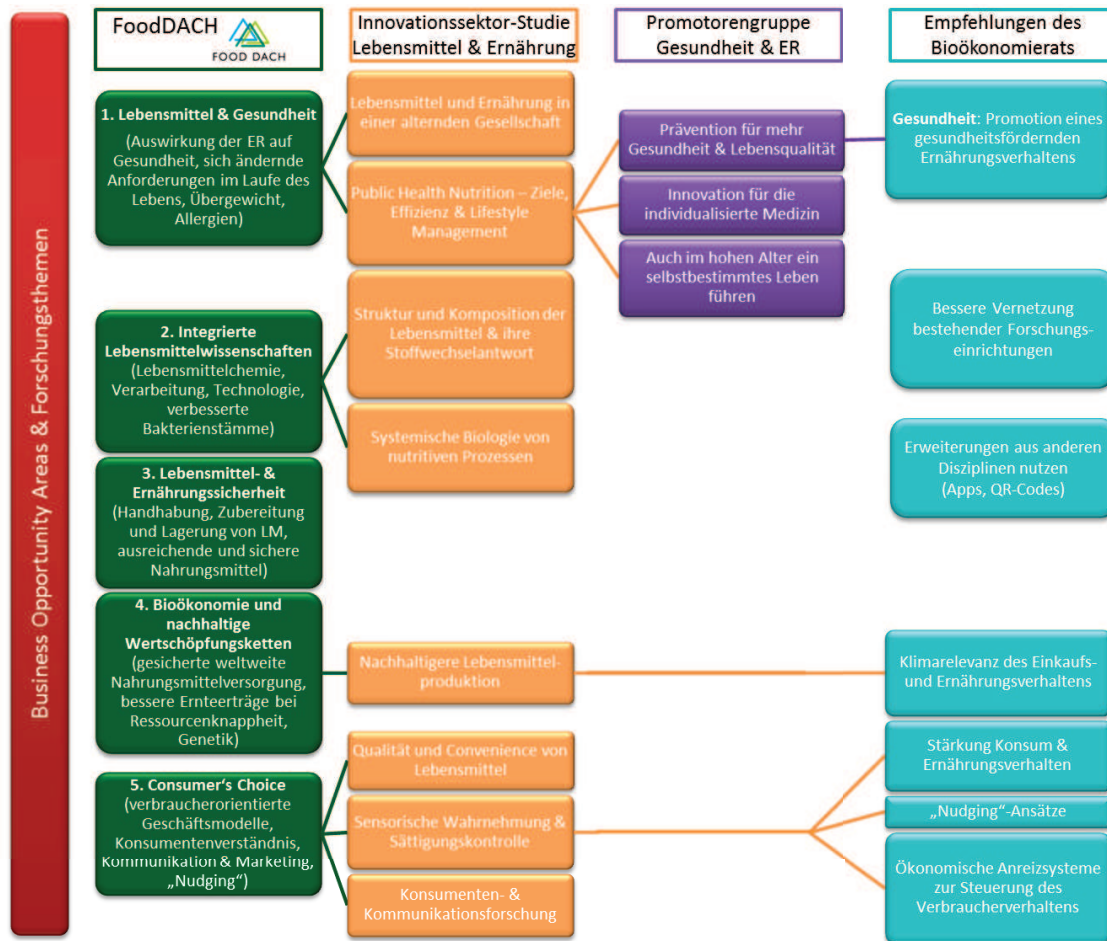 Business Opportunity Areas & Forschungsthemen
FoodDACH
FOOD DACH
1. Lebensmittel & Gesundheit
(Auswirkung der ER auf
Gesundheit, sich ändernde
Anforderungen im Laufe des
Lebens, Übergewicht,
Allergien)
2. Integrierte
Lebensmittelwissenschaften
(Lebensmittelchemie,
Verarbeitung, Technologie,
verbesserte
Bakterienstämme)
3. Lebensmittel- &
Ernährungssicherheit
(Handhabung, Zubereitung
und Lagerung von LM,
ausreichende und sichere
Nahrungsmittel)
4. Bioökonomie und
nachhaltige
Wertschöpfungsketten
(gesicherte weltweite
Nahrungsmittelversorgung,
bessere Ernteerträge bei
Ressourcenknappheit,
Genetik)
5. Consumer's Choice
(verbraucherorientierte
Geschäftsmodelle,
Konsumentenverständnis,
Kommunikation & Marketing,
„Nudging“)
Innovationssektor-Studie
Lebensmittel & Ernährung
Lebensmittel und Ernährung in
einer alternden Gesellschaft
Public Health Nutrition – Ziele,
Effizienz & Lifestyle
Management
Struktur und Komposition der
Lebensmittel & ihre
Stoffwechselantwort
Systemische Biologie von
nutritiven Prozessen
Nachhaltigere Lebensmittel-
produktion
Qualität und Convenience von
Lebensmittel
Sensorische Wahrnehmung &
Sättigungskontrolle
Konsumenten- &
Kommunikationsforschung
Promotorengruppe
Gesundheit & ER
Prävention für mehr
Gesundheit & Lebensqualität
Innovation für die
individualisierte Medizin
Auch im hohen Alter ein
selbstbestimmtes Leben
führen
Empfehlungen des
Bioökonomierats
Gesundheit: Promotion eines
gesundheitsfördernden
Ernährungsverhaltens
Bessere Vernetzung
bestehender Forschungs-
einrichtungen
Erweiterungen aus anderen
Disziplinen nutzen
(Apps, QR-Codes)
Klimarelevanz des Einkaufs-
und Ernährungsverhaltens
Stärkung Konsum &
Ernährungsverhalten
„Nudging“-Ansätze
Ökonomische Anreizsysteme
zur Steuerung des
Verbraucherverhaltens